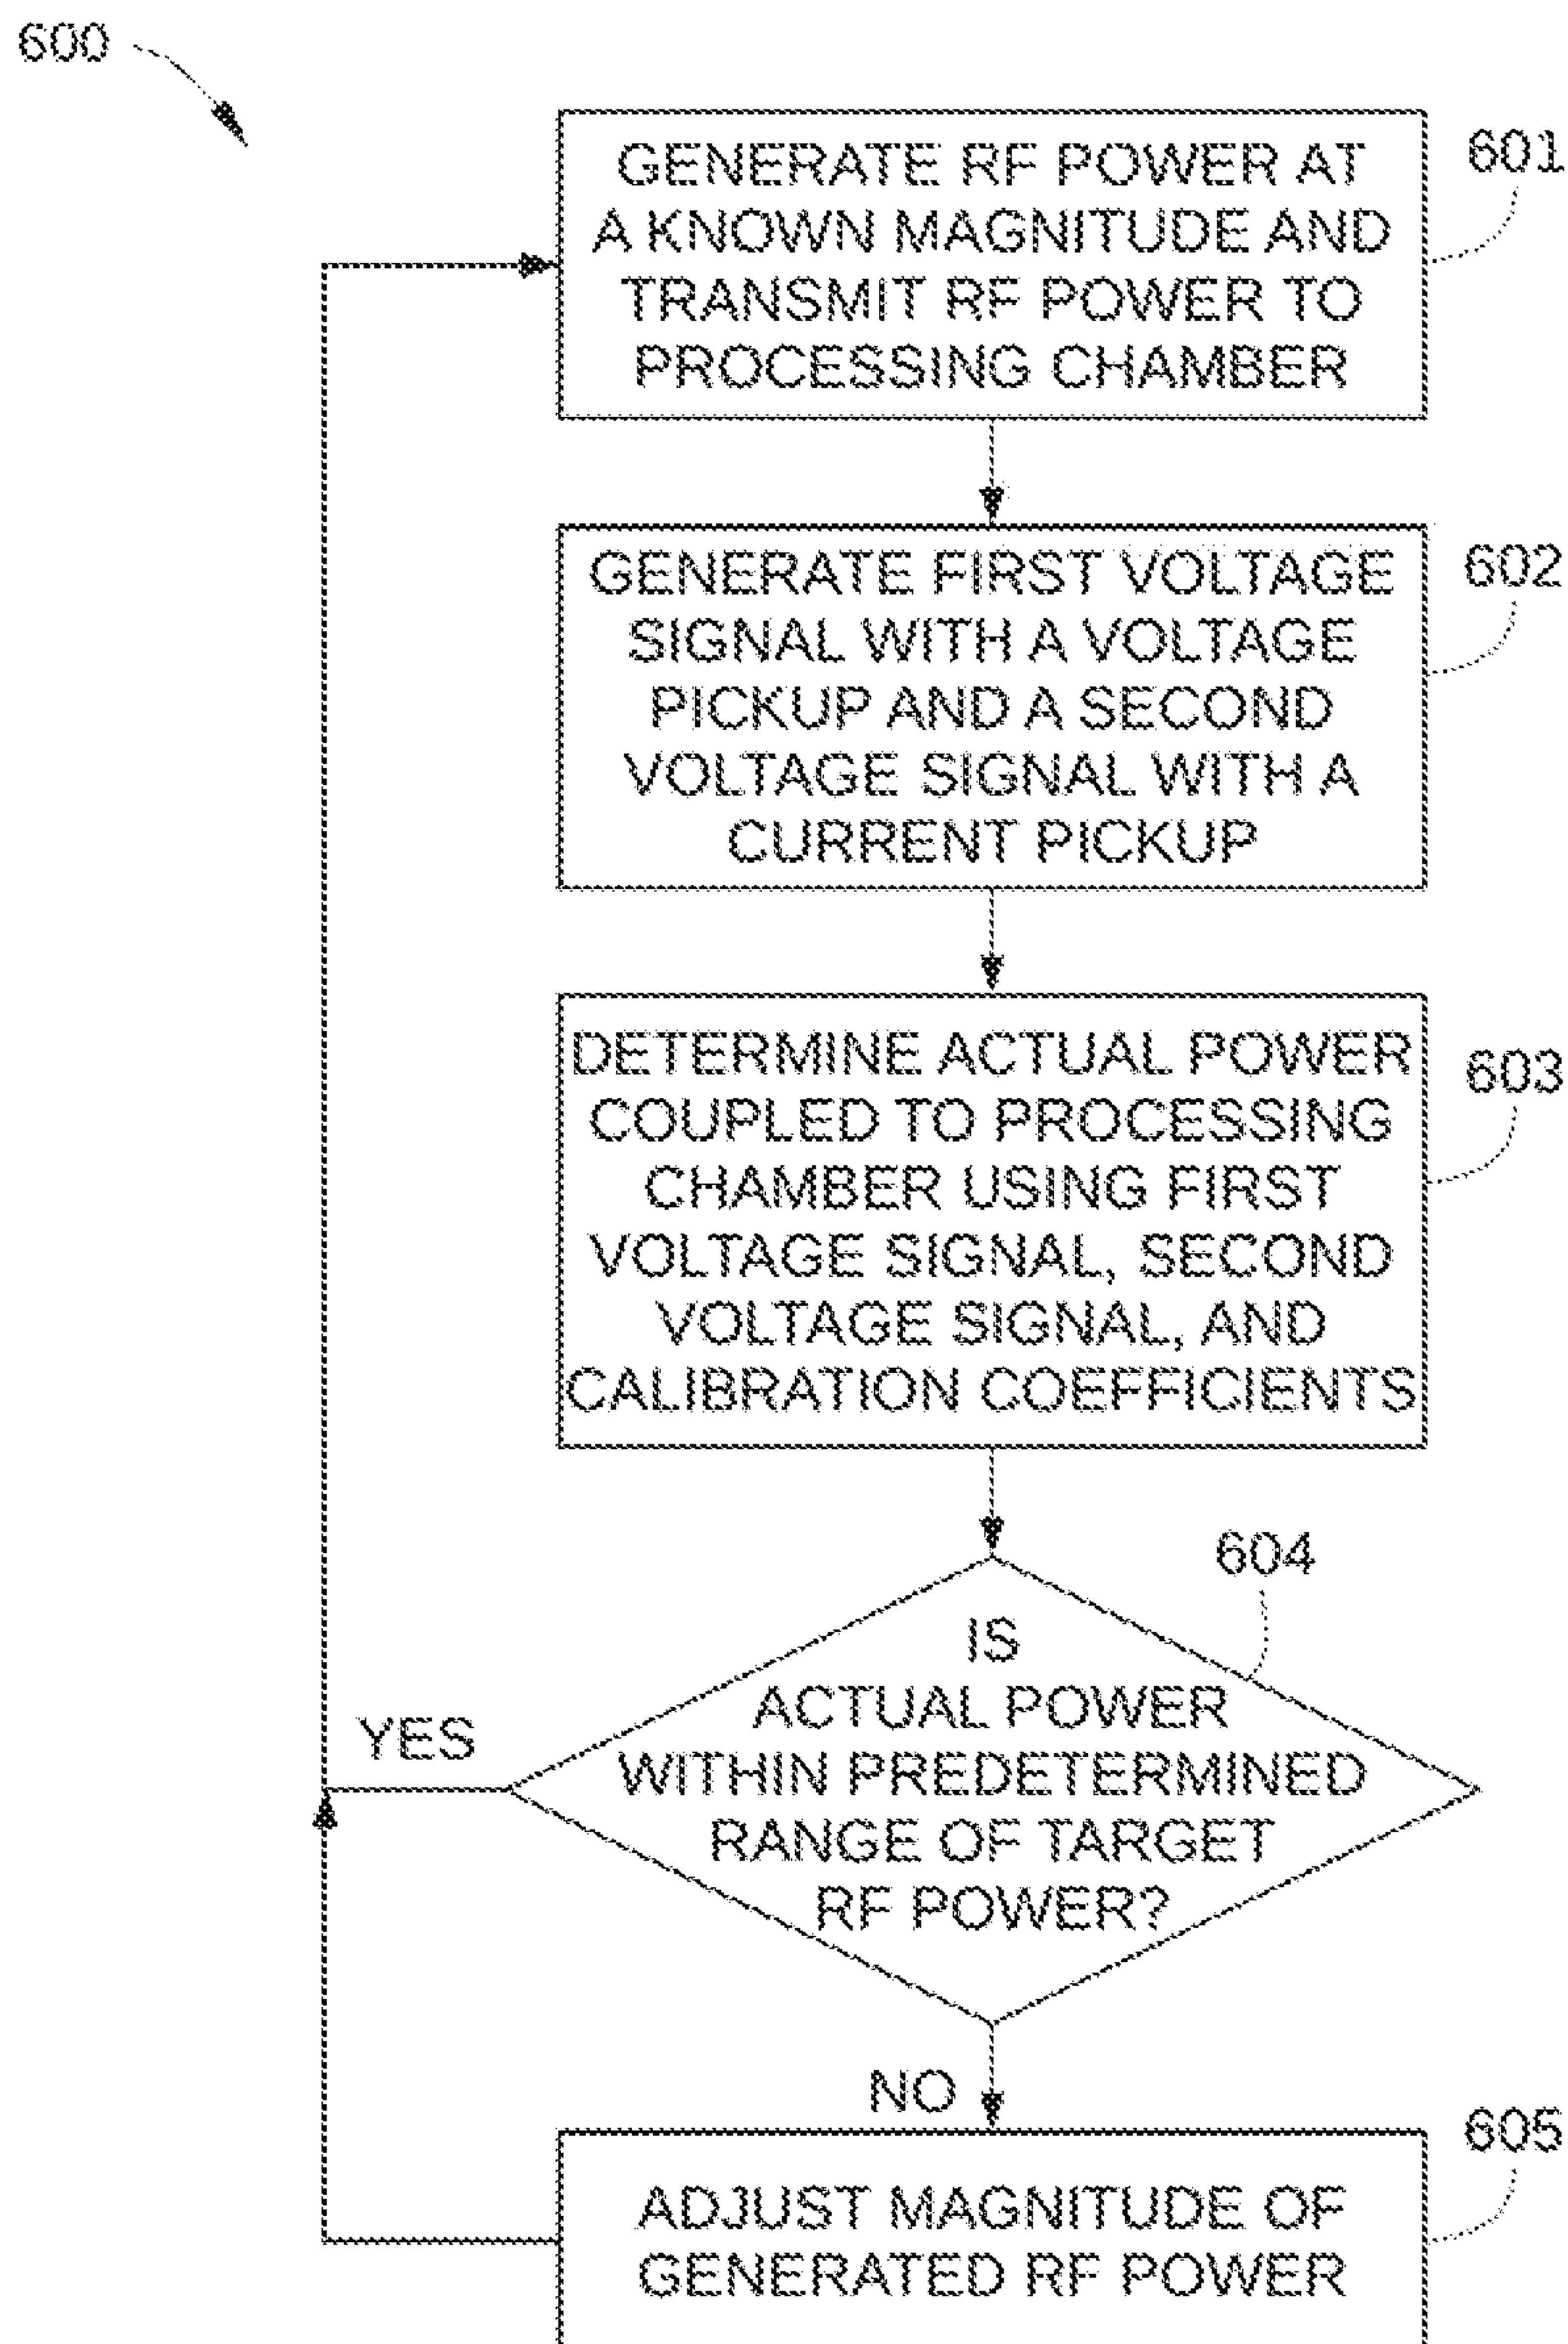 600
GENERATE RF POWER AT
A KNOWN MAGNITUDE AND
TRANSMIT RF POWER TO
PROCESSING CHAMBER
601
GENERATE FIRST VOLTAGE
SIGNAL WITH A VOLTAGE
PICKUP AND A SECOND
VOLTAGE SIGNAL WITH A
CURRENT PICKUP
602
DETERMINE ACTUAL POWER
COUPLED TO PROCESSING
CHAMBER USING FIRST
VOLTAGE SIGNAL, SECOND
VOLTAGE SIGNAL, AND
CALIBRATION COEFFICIENTS
603
604
IS
ACTUAL POWER
WITHIN PREDETERMINED
RANGE OF TARGET
RF POWER?
YES
NO
605
ADJUST MAGNITUDE OF
GENERATED RF POWER